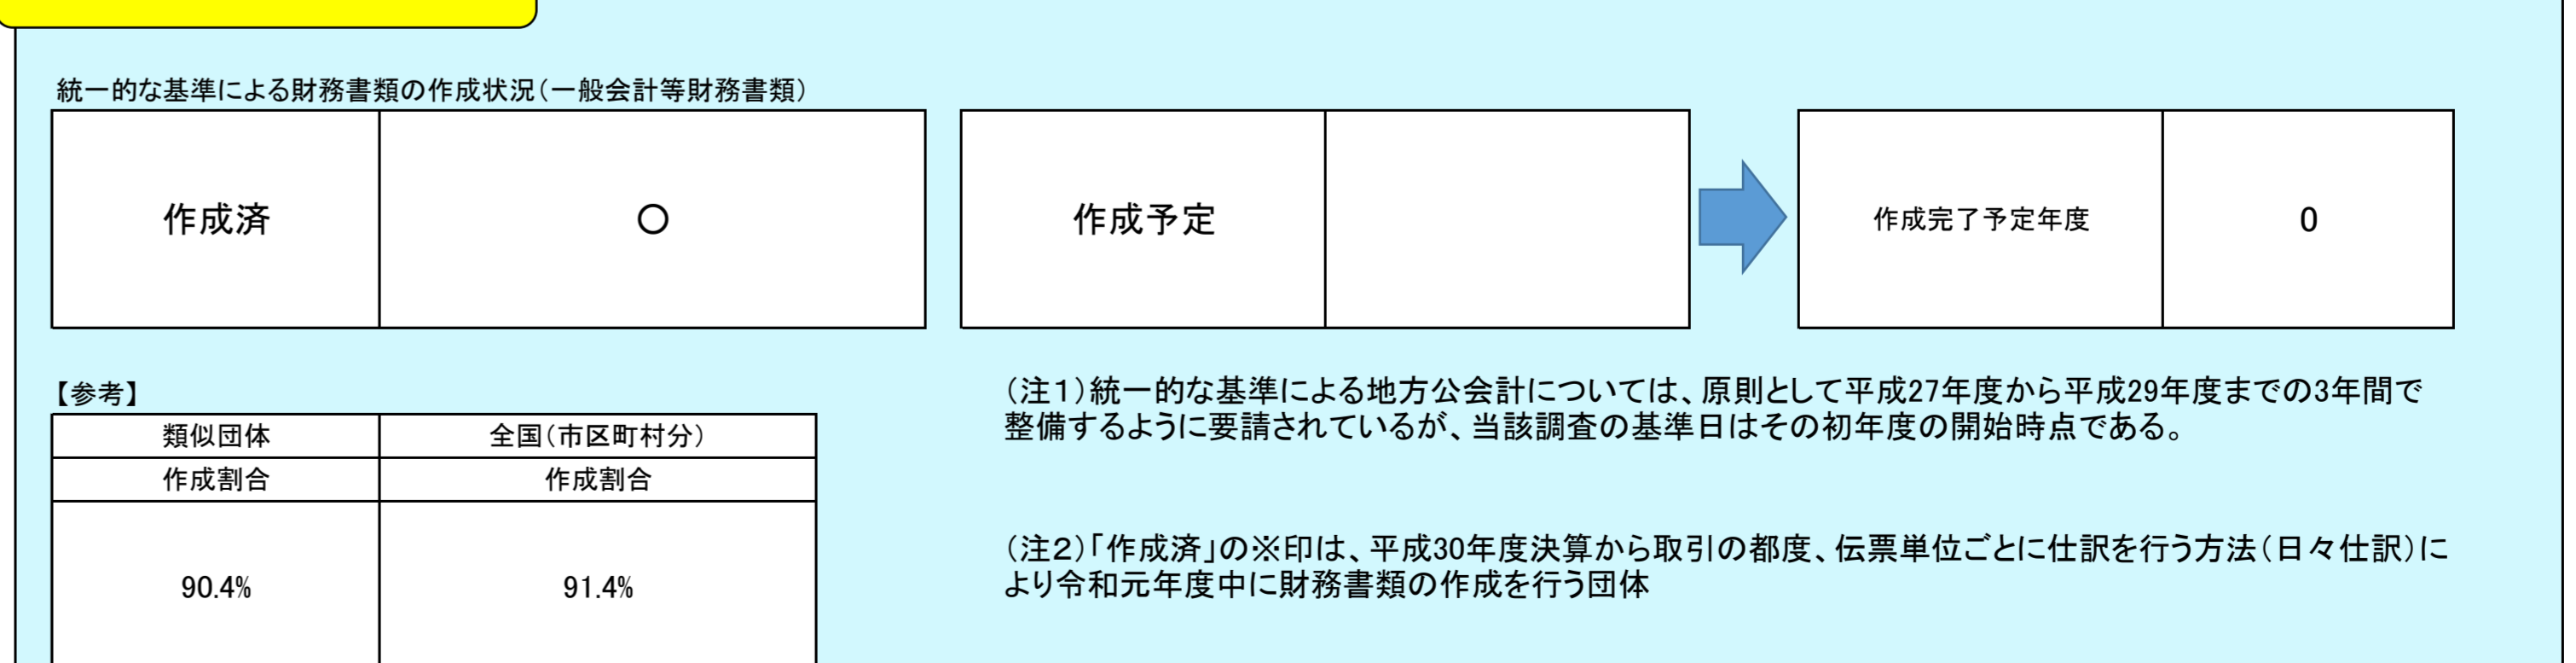 統一的な基準による財務書類の作成状況（一般会計等財務書類）
作成済 〇 作成予定 作成完了予定年度 0
【参考】
類似団体 全国（市区町村分）
作成割合 作成割合
90.4% 91.4%
（注１）統一的な基準による地方公会計については、原則として平成27年度から平成29年度までの3年間で
整備するように要請されているが、当該調査の基準日はその初年度の開始時点である。
（注２）「作成済」の※印は、平成30年度決算から取引の都度、伝票単位ごとに仕訳を行う方法（日々仕訳）に
より令和元年度中に財務書類の作成を行う団体